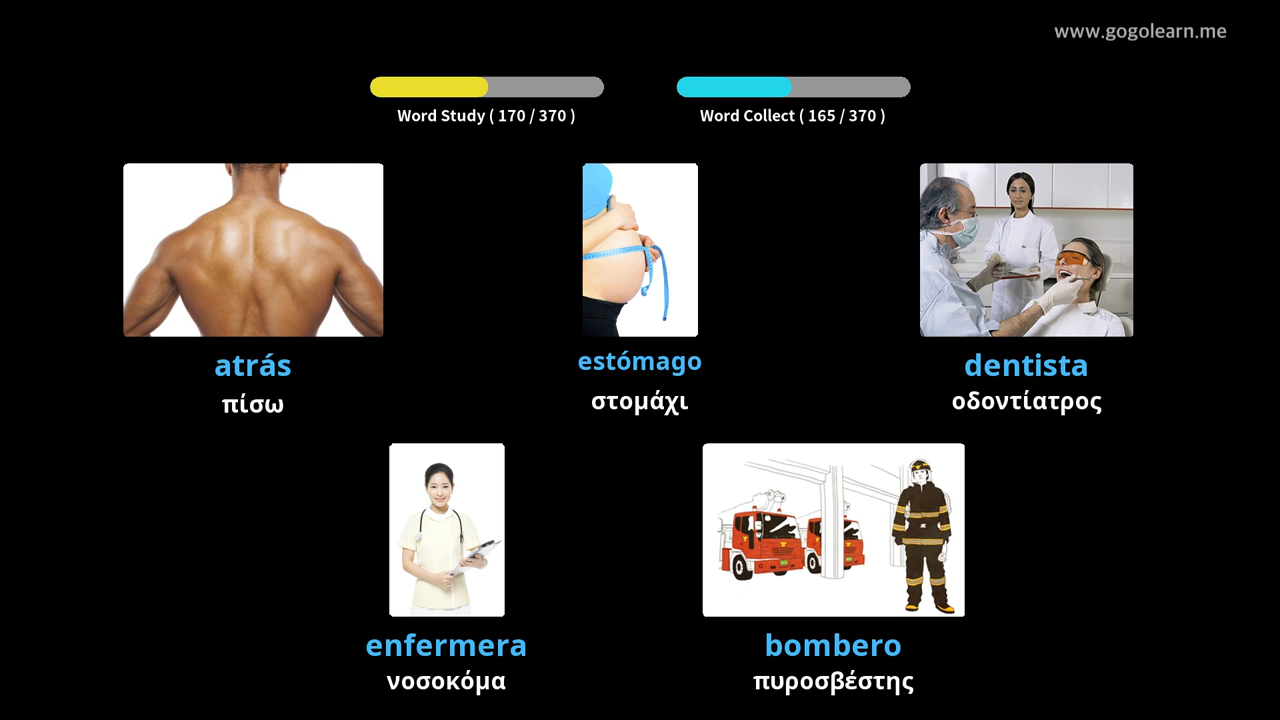 www.gogolearn.me
Word Study ( 170 / 370 )
Word Collect ( 165 / 370 )
atrás
πίσω
estómago
στομάχι
dentista
οδοντίατρος
enfermera
νοσοκόμα
bombero
πυροσβέστης